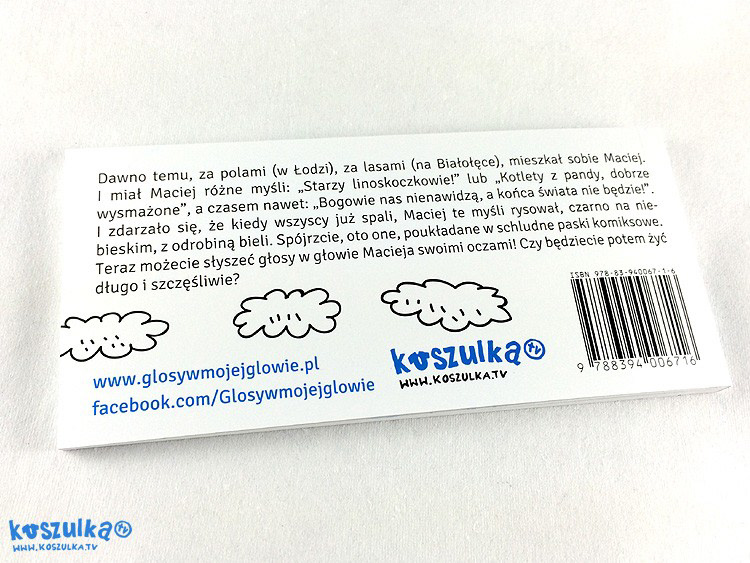 Dawno temu, za polami (w Łodzi), za lasami (na Białołęce), mieszkał sobie Maciej.
I miał Maciej różne myśli: „Starzy linoskoczkowie!” lub „Kotlety z pandy, dobrze
wysmażone”, a czasem nawet: „Bogowie nas nienawidzą, a końca świata nie będzie!”.
I zdarzało się, że kiedy wszyscy już spali, Maciej te myśli rysował, czarno na nie-
bieskim, z odrobiną bieli. Spójrzcie, oto one, poukładane w schludne paski komiksowe.
Teraz możecie słyszeć głosy w głowie Macieja swoimi oczami! Czy będziecie potem żyć
długo i szczęśliwie?
ISBN 978-83-940067-1-6
9 788394 006716
www.glosywmojejglowie.pl
facebook.com/Glosywmojejglowie
koszulka tv
WWW.KOSZULKA.TV
koszulka tv
WWW.KOSZULKA.TV